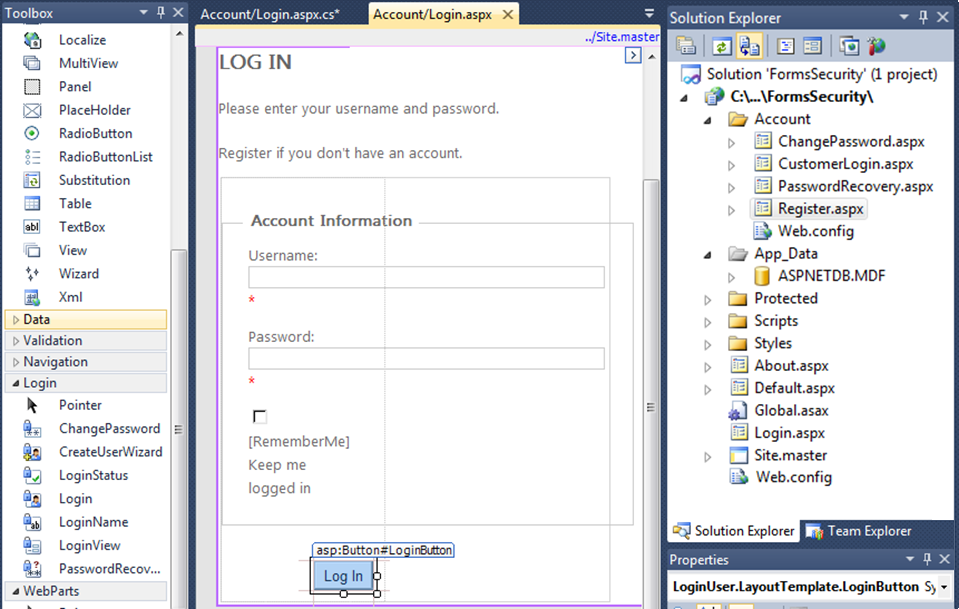 Toolbox
Localize
MultiView
Panel
PlaceHolder
RadioButton
RadioButtonList
Substitution
Table
TextBox
View
Wizard
Xml
Data
Validation
Navigation
Login
Pointer
ChangePassword
CreateUserWizard
LoginStatus
Login
LoginName
LoginView
PasswordRecov...
WebParts
Account/Login.aspx.cs*
Account/Login.aspx
../Site.master
LOG IN
Please enter your username and password.
Register if you don't have an account.
Account Information
Username:
*
Password:
*
[RememberMe]
Keep me
logged in
asp:Button#LoginButton
Log In
Solution Explorer
Solution 'FormsSecurity' (1 project)
C:\...\FormsSecurity\
Account
ChangePassword.aspx
CustomerLogin.aspx
PasswordRecovery.aspx
Register.aspx
Web.config
App_Data
ASPNETDB.MDF
Protected
Scripts
Styles
About.aspx
Default.aspx
Global.asax
Login.aspx
Site.master
Web.config
Solution Explorer
Team Explorer
Properties
LoginUser.LayoutTemplate.LoginButton Sy